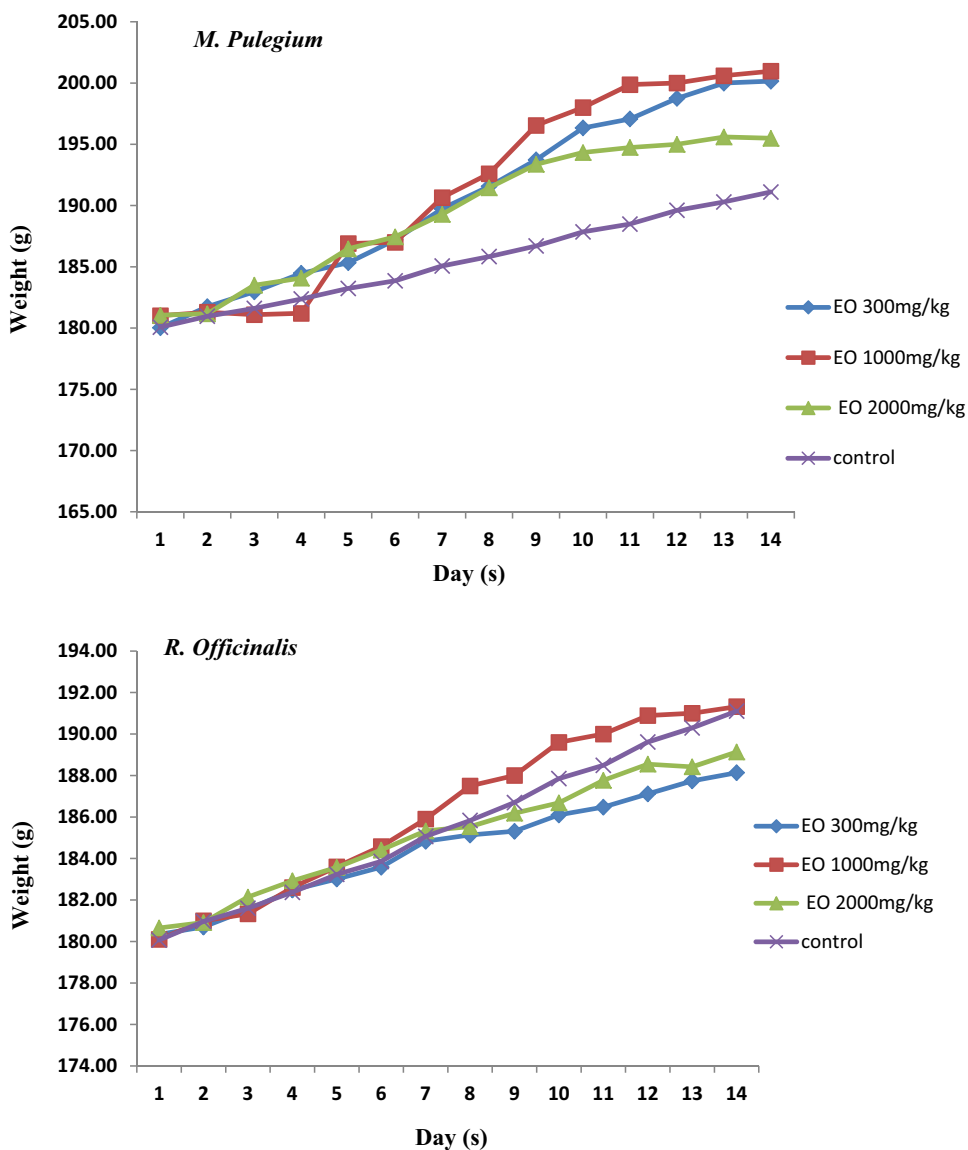 M. Pulegium
205.00
200.00
195.00
190.00
185.00
180.00
175.00
170.00
165.00
Weight (g)
1 2 3 4 5 6 7 8 9 10 11 12 13 14
Day (s)
EO 300mg/kg
EO 1000mg/kg
EO 2000mg/kg
control
R. Officinalis
194.00
192.00
190.00
188.00
186.00
184.00
182.00
180.00
178.00
176.00
174.00
Weight (g)
1 2 3 4 5 6 7 8 9 10 11 12 13 14
Day (s)
EO 300mg/kg
EO 1000mg/kg
EO 2000mg/kg
control